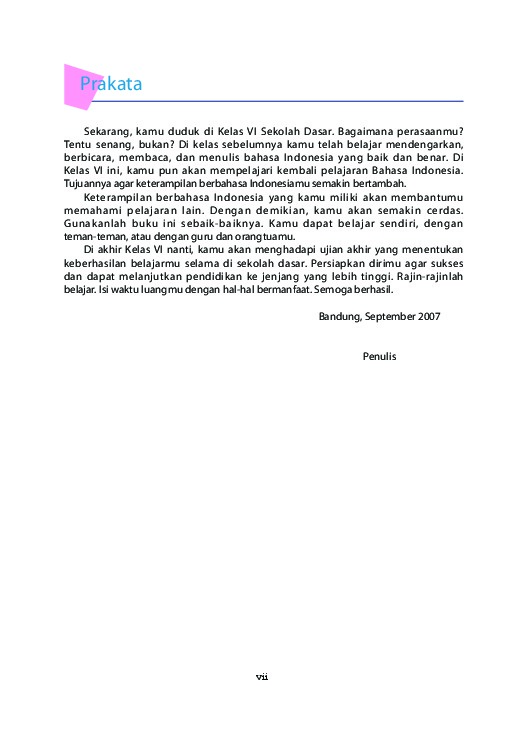 Prakata
Sekarang, kamu duduk di Kelas VI Sekolah Dasar. Bagaimana perasaanmu?
Tentu senang, bukan? Di kelas sebelumnya kamu telah belajar mendengarkan,
berbicara, membaca, dan menulis bahasa Indonesia yang baik dan benar. Di
Kelas VI ini, kamu pun akan mempelajari kembali pelajaran Bahasa Indonesia.
Tujuannya agar keterampilan berbahasa Indonesiamu semakin bertambah.
Keterampilan berbahasa Indonesia yang kamu miliki akan membantumu
memahami pelajaran lain. Dengan demikian, kamu akan semakin cerdas.
Gunakanlah buku ini sebaik-baiknya. Kamu dapat belajar sendiri, dengan
teman-teman, atau dengan guru dan orangtuamu.
Di akhir Kelas VI nanti, kamu akan menghadapi ujian akhir yang menentukan
keberhasilan belajarmu selama di sekolah dasar. Persiapkan dirimu agar sukses
dan dapat melanjutkan pendidikan ke jenjang yang lebih tinggi. Rajin-rajinlah
belajar. Isi waktu luangmu dengan hal-hal bermanfaat. Semoga berhasil.
Bandung, September 2007
Penulis
vii